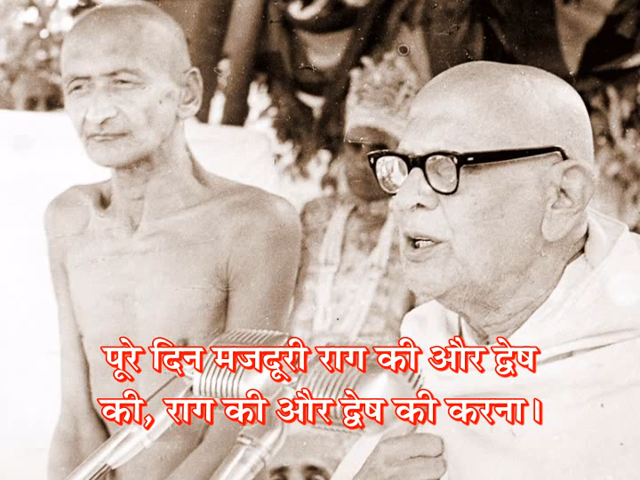 पूरे दिन मजदूरी राग की और द्वेष
की, राग की और द्वेष की करना।